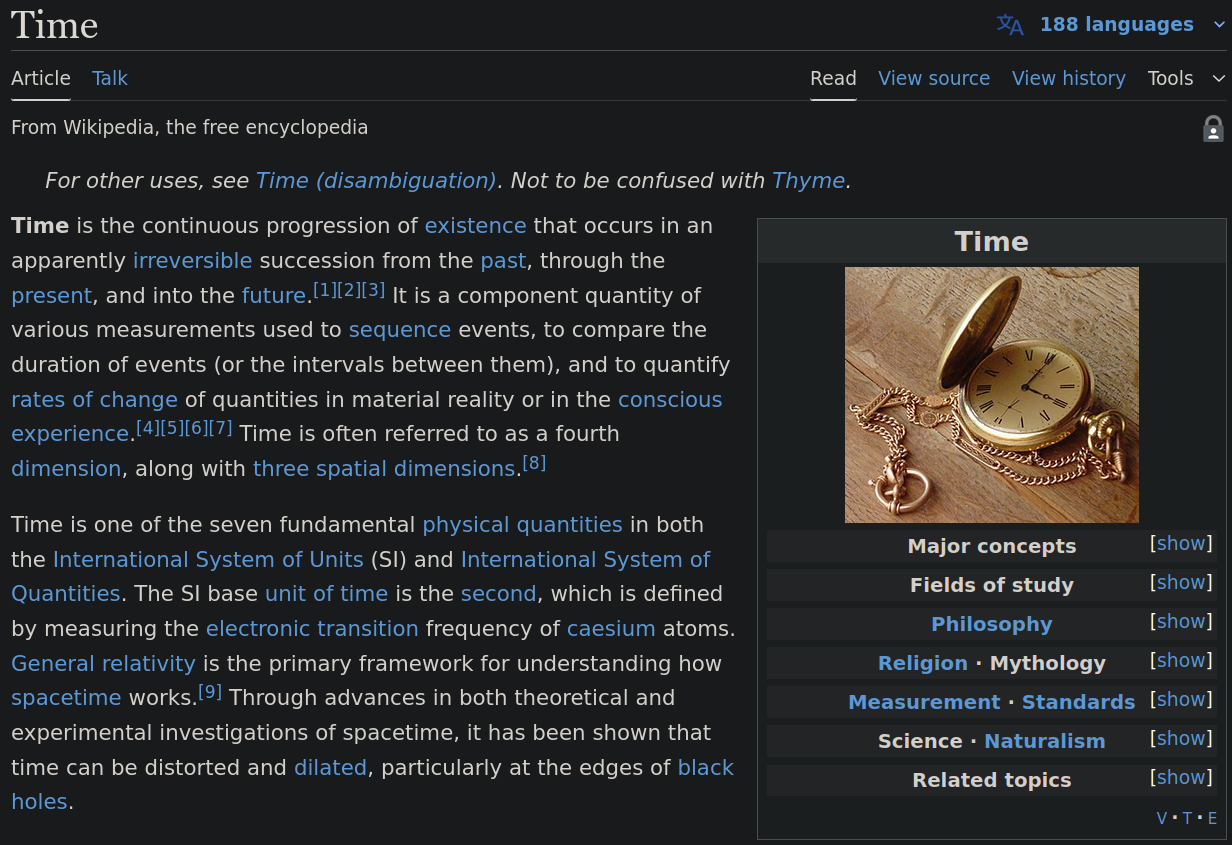 Time
188 languages
Article Talk
Read View source View history Tools
From Wikipedia, the free encyclopedia
For other uses, see Time (disambiguation). Not to be confused with Thyme.
Time is the continuous progression of existence that occurs in an
apparently irreversible succession from the past, through the
present, and into the future.[1][2][3] It is a component quantity of
various measurements used to sequence events, to compare the
duration of events (or the intervals between them), and to quantify
rates of change of quantities in material reality or in the conscious
experience.[4][5][6][7] Time is often referred to as a fourth
dimension, along with three spatial dimensions.[8]
Time is one of the seven fundamental physical quantities in both
the International System of Units (SI) and International System of
Quantities. The SI base unit of time is the second, which is defined
by measuring the electronic transition frequency of caesium atoms.
General relativity is the primary framework for understanding how
spacetime works.[9] Through advances in both theoretical and
experimental investigations of spacetime, it has been shown that
time can be distorted and dilated, particularly at the edges of black
holes.
Time
Major concepts [show]
Fields of study [show]
Philosophy [show]
Religion · Mythology [show]
Measurement · Standards [show]
Science · Naturalism [show]
Related topics [show]
V · T · E